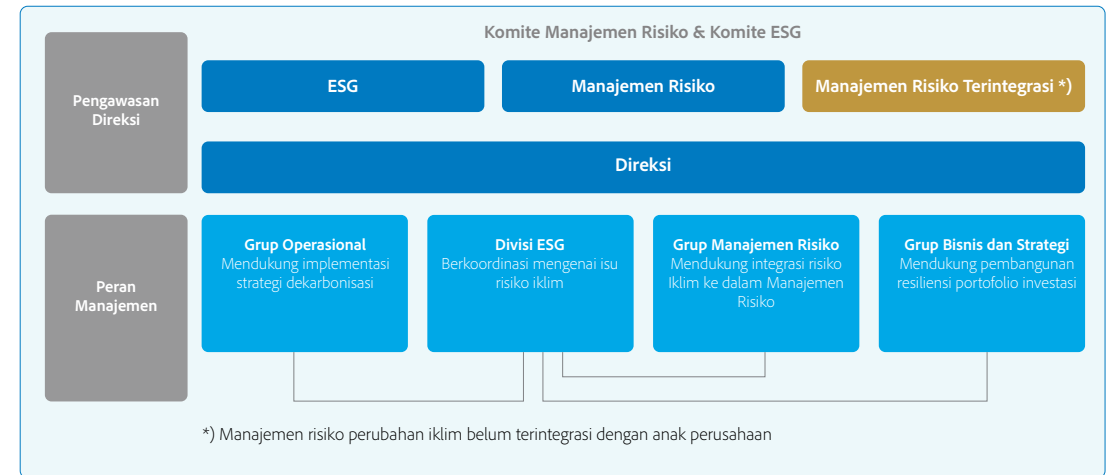 Komite Manajemen Risiko & Komite ESG
Pengawasan
Direksi
ESG
Manajemen Risiko
Manajemen Risiko Terintegrasi *)
Direksi
Peran
Manajemen
Grup Operasional
Mendukung implementasi
strategi dekarbonisasi
Divisi ESG
Berkoordinasi mengenai isu
risiko iklim
Grup Manajemen Risiko
Mendukung integrasi risiko
Iklim ke dalam Manajemen
Risiko
Grup Bisnis dan Strategi
Mendukung pembangunan
resiliensi portofolio investasi
*) Manajemen risiko perubahan iklim belum terintegrasi dengan anak perusahaan